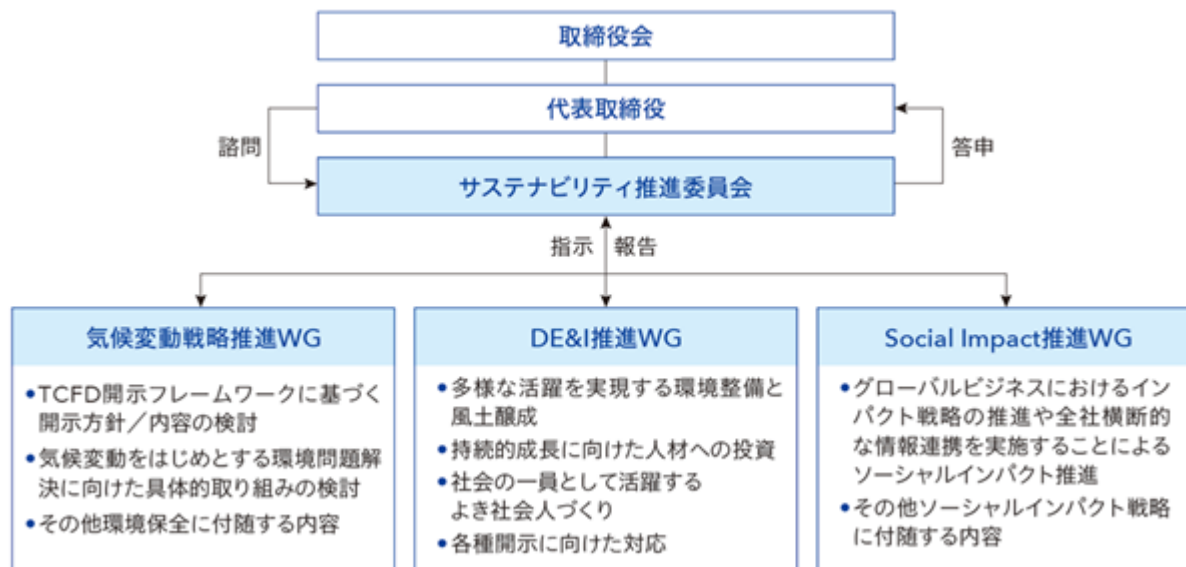 取締役会
代表取締役
諮問
答申
サステナビリティ推進委員会
指示
報告
気候変動戦略推進WG
•TCFD開示フレームワークに基づく
開示方針／内容の検討
•気候変動をはじめとする環境問題解
決に向けた具体的取り組みの検討
•その他環境保全に付随する内容
DE&I推進WG
•多様な活躍を実現する環境整備と
風土醸成
•持続的成長に向けた人材への投資
•社会の一員として活躍する
よき社会人づくり
•各種開示に向けた対応
Social Impact推進WG
•グローバルビジネスにおけるイン
パクト戦略の推進や全社横断的
な情報連携を実施することによる
ソーシャルインパクト推進
•その他ソーシャルインパクト戦略
に付随する内容